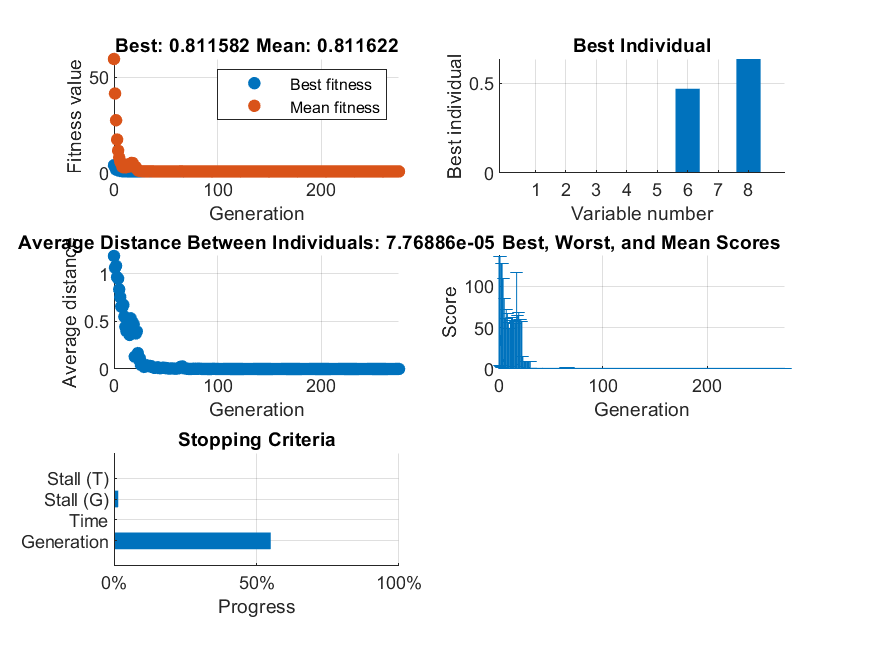 Best: 0.811582 Mean: 0.811622
Fitness value
50
0
Best fitness
Mean fitness
0 100 200
Generation
Best Individual
Best individual
0.5
0
1 2 3 4 5 6 7 8
Variable number
Average Distance Between Individuals: 7.76886e-05
Average distance
1
0.5
0
0 100 200
Generation
Best, Worst, and Mean Scores
Score
100
50
0
0 100 200
Generation
Stopping Criteria
Stall (T)
Stall (G)
Time
Generation
0% 50% 100%
Progress